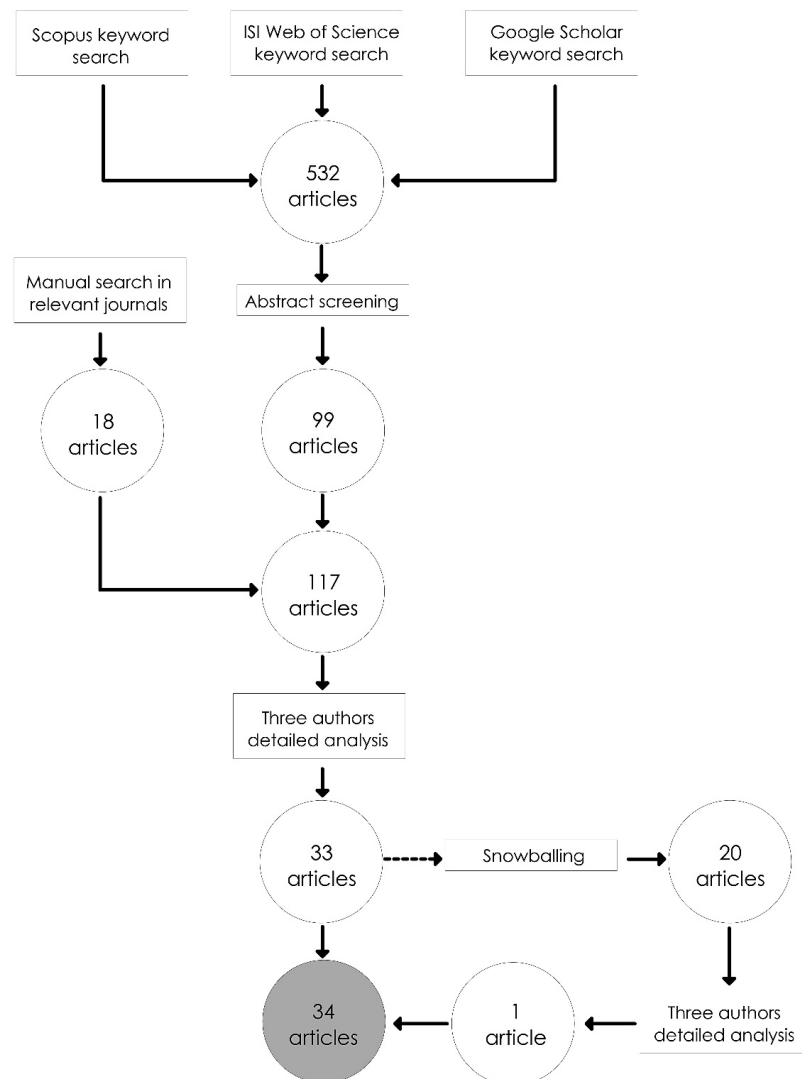 Scopus keyword
search
ISI Web of Science
keyword search
Google Scholar
keyword search
532
articles
Manual search in
relevant journals
Abstract screening
18
articles
99
articles
117
articles
Three authors
detailed analysis
33
articles
Snowballing
20
articles
34
articles
1
article
Three authors
detailed analysis